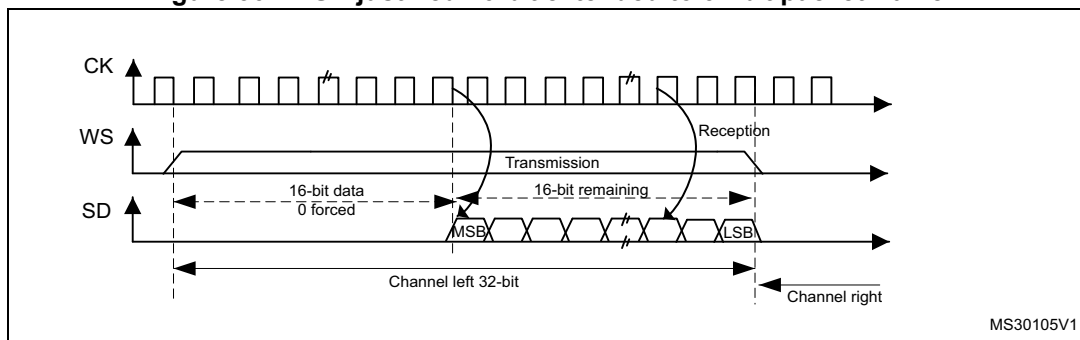 CK
WS
Reception
Transmission
16-bit data
0 forced
16-bit remaining
SD
MSB
LSB
Channel left 32-bit
Channel right
MS30105V1